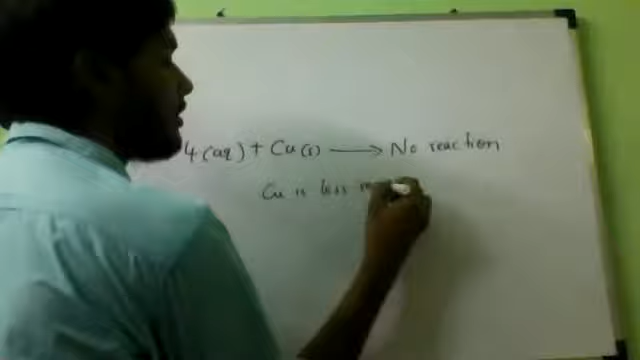 4(aq) + Cu(s) ⟶ No reaction
Cu is less